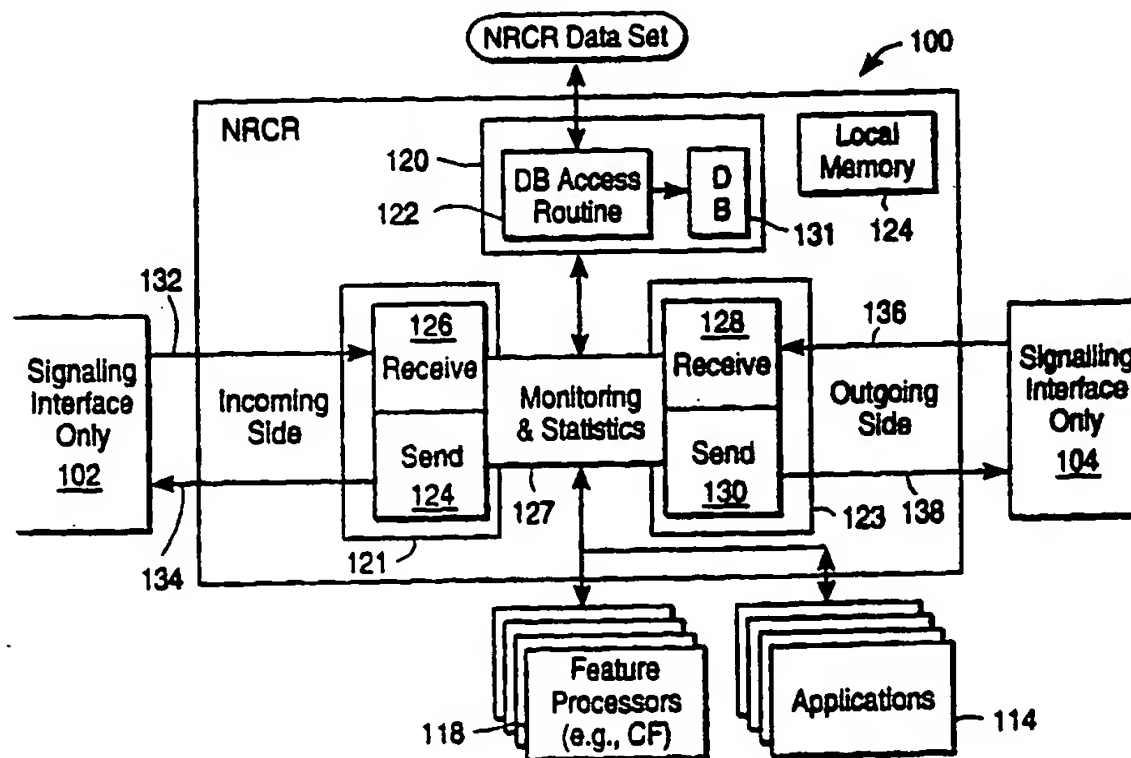 NRCR Data Set
100
NRCR
120
DB Access
Routine
122
D
B
131
Local
Memory
124
132
Signaling
Interface
Only
102
134
Incoming
Side
126
Receive
Send
124
121
Monitoring
& Statistics
127
128
Receive
Send
130
123
136
Outgoing
Side
138
Signalling
Interface
Only
104
Feature
Processors
(e.g., CF)
118
Applications
114